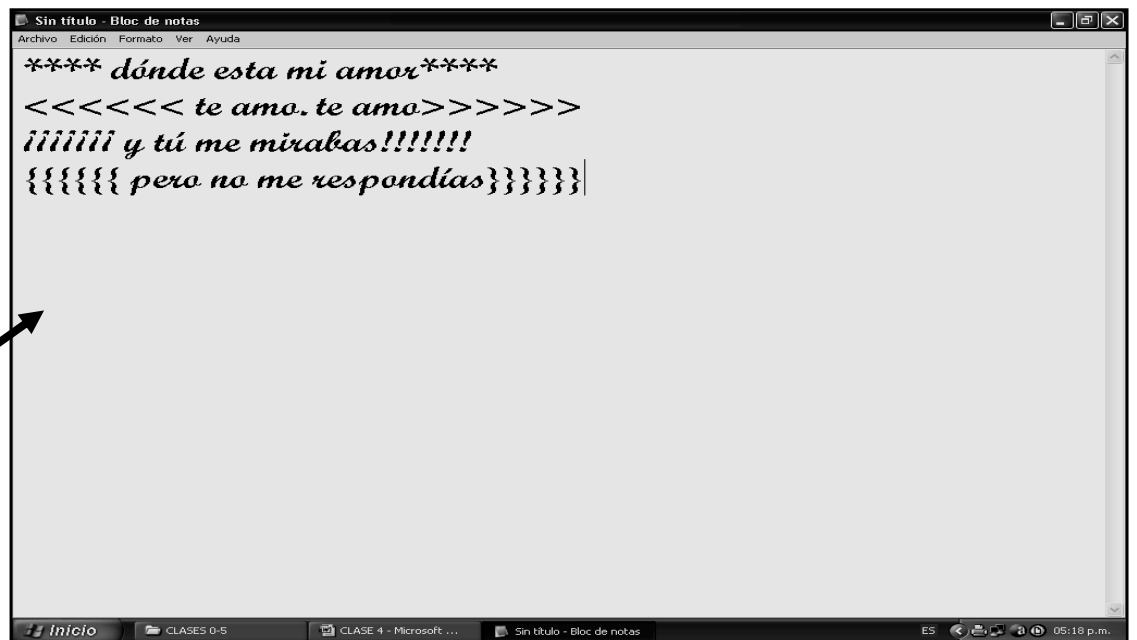 Sin título - Bloc de notas
Archivo Edición Formato Ver Ayuda
**** dónde esta mi amor****
<<<<<< te amo. te amo>>>>>>
¡¡¡¡¡¡¡ y tú me mirabas!!!!!!!
{{{{{{ pero no me respondías}}}}}}
Inicio CLASES 0-5 CLASE 4 - Microsoft ... Sin título - Bloc de notas ES 05:18 p.m.